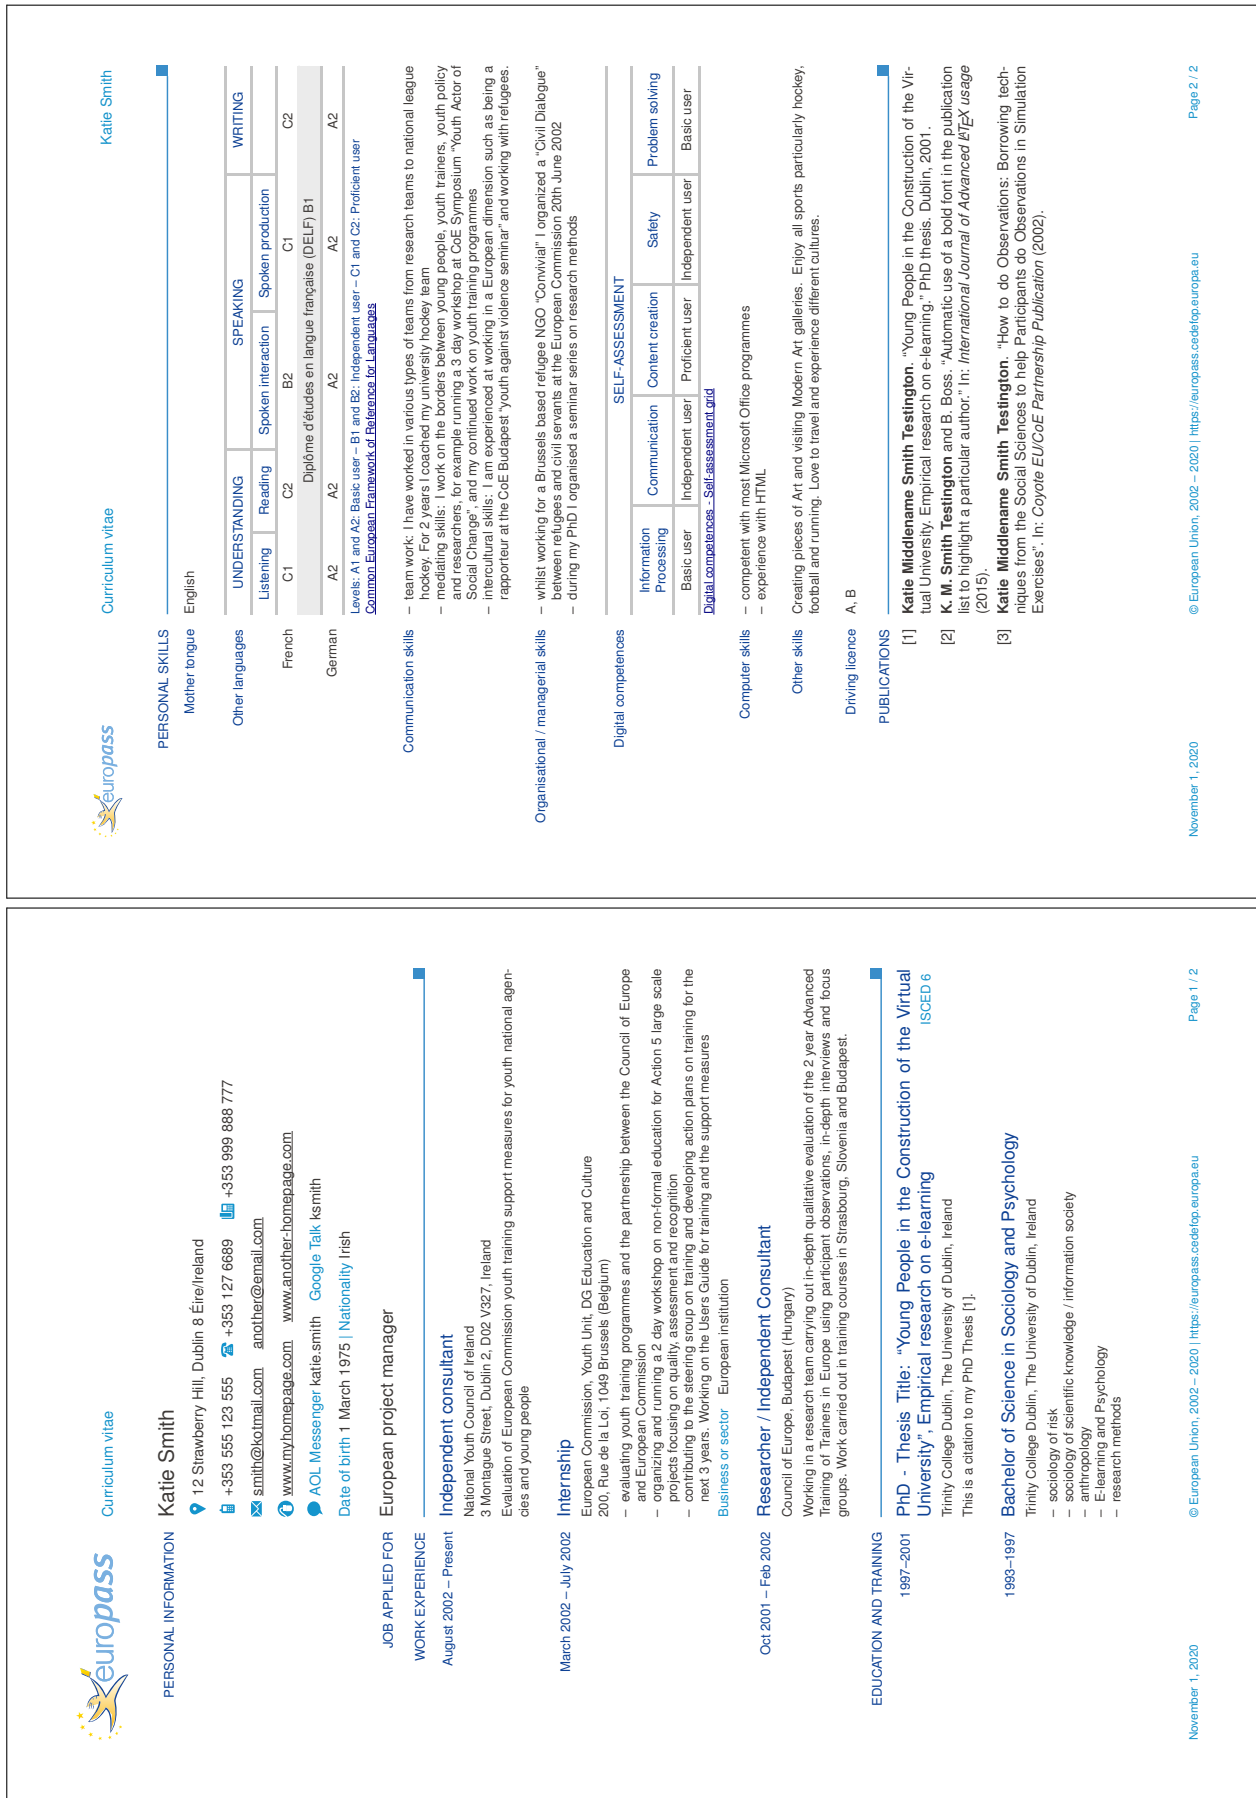 europass
Curriculum vitae
PERSONAL INFORMATION
Katie Smith
12 Strawberry Hill, Dublin 8 Éire/Ireland
+353 555 123 555 +353 127 6689 +353 999 888 777
smith@kotmail.com another@email.com
www.myhomepage.com www.another-homepage.com
AOL Messenger katie.smith Google Talk ksmith
Date of birth 1 March 1975 | Nationality Irish
JOB APPLIED FOR European project manager
WORK EXPERIENCE
August 2002 – Present Independent consultant
National Youth Council of Ireland
3 Montague Street, Dublin 2, D02 V327, Ireland
Evaluation of European Commission youth training support measures for youth national agen-
cies and young people
March 2002 – July 2002 Internship
European Commission, Youth Unit, DG Education and Culture
200, Rue de la Loi, 1049 Brussels (Belgium)
– evaluating youth training programmes and the partnership between the Council of Europe
and European Commission
– organizing and running a 2 day workshop on non-formal education for Action 5 large scale
projects focusing on quality, assessment and recognition
– contributing to the steering sroup on training and developing action plans on training for the
next 3 years. Working on the Users Guide for training and the support measures
Business or sector European institution
Oct 2001 – Feb 2002 Researcher / Independent Consultant
Council of Europe, Budapest (Hungary)
Working in a research team carrying out in-depth qualitative evaluation of the 2 year Advanced
Training of Trainers in Europe using participant observations, in-depth interviews and focus
groups. Work carried out in training courses in Strasbourg, Slovenia and Budapest.
EDUCATION AND TRAINING
1997–2001 PhD - Thesis Title: “Young People in the Construction of the Virtual
University”, Empirical research on e-learning ISCED 6
Trinity College Dublin, The University of Dublin, Ireland
This is a citation to my PhD Thesis [1].
1993–1997 Bachelor of Science in Sociology and Psychology
Trinity College Dublin, The University of Dublin, Ireland
– sociology of risk
– sociology of scientific knowledge / information society
– anthropology
– E-learning and Psychology
– research methods
November 1, 2020 © European Union, 2002 – 2020 | https://europass.cedefop.europa.eu Page 1 / 2
europass
Curriculum vitae Katie Smith
PERSONAL SKILLS
Mother tongue English
Other languages UNDERSTANDING SPEAKING WRITING
Listening Reading Spoken interaction Spoken production
French C1 C2 B2 C1 C2
Diplôme d'études en langue française (DELF) B1
German A2 A2 A2 A2 A2
Levels: A1 and A2: Basic user – B1 and B2: Independent user – C1 and C2: Proficient user
Common European Framework of Reference for Languages
Communication skills – team work: I have worked in various types of teams from research teams to national league
hockey. For 2 years I coached my university hockey team
– mediating skills: I work on the borders between young people, youth trainers, youth policy
and researchers, for example running a 3 day workshop at CoE Symposium “Youth Actor of
Social Change”, and my continued work on youth training programmes
– intercultural skills: I am experienced at working in a European dimension such as being a
rapporteur at the CoE Budapest “youth against violence seminar” and working with refugees.
Organisational / managerial skills – whilst working for a Brussels based refugee NGO “Convivial” I organized a “Civil Dialogue”
between refugees and civil servants at the European Commission 20th June 2002
– during my PhD I organised a seminar series on research methods
Digital competences SELF-ASSESSMENT
Information
Processing Communication Content creation Safety Problem solving
Basic user Independent user Proficient user Independent user Basic user
Digital competences - Self-assessment grid
Computer skills – competent with most Microsoft Office programmes
– experience with HTML
Other skills Creating pieces of Art and visiting Modern Art galleries. Enjoy all sports particularly hockey,
football and running. Love to travel and experience different cultures.
Driving licence A, B
PUBLICATIONS
[1] Katie Middlename Smith Testington. “Young People in the Construction of the Vir-
tual University. Empirical research on e-learning.” PhD thesis. Dublin, 2001.
[2] K. M. Smith Testington and B. Boss. “Automatic use of a bold font in the publication
list to highlight a particular author.” In: International Journal of Advanced LATEX usage
(2015).
[3] Katie Middlename Smith Testington. “How to do Observations: Borrowing tech-
niques from the Social Sciences to help Participants do Observations in Simulation
Exercises”. In: Coyote EU/CoE Partnership Publication (2002).
November 1, 2020 © European Union, 2002 – 2020 | https://europass.cedefop.europa.eu Page 2 / 2